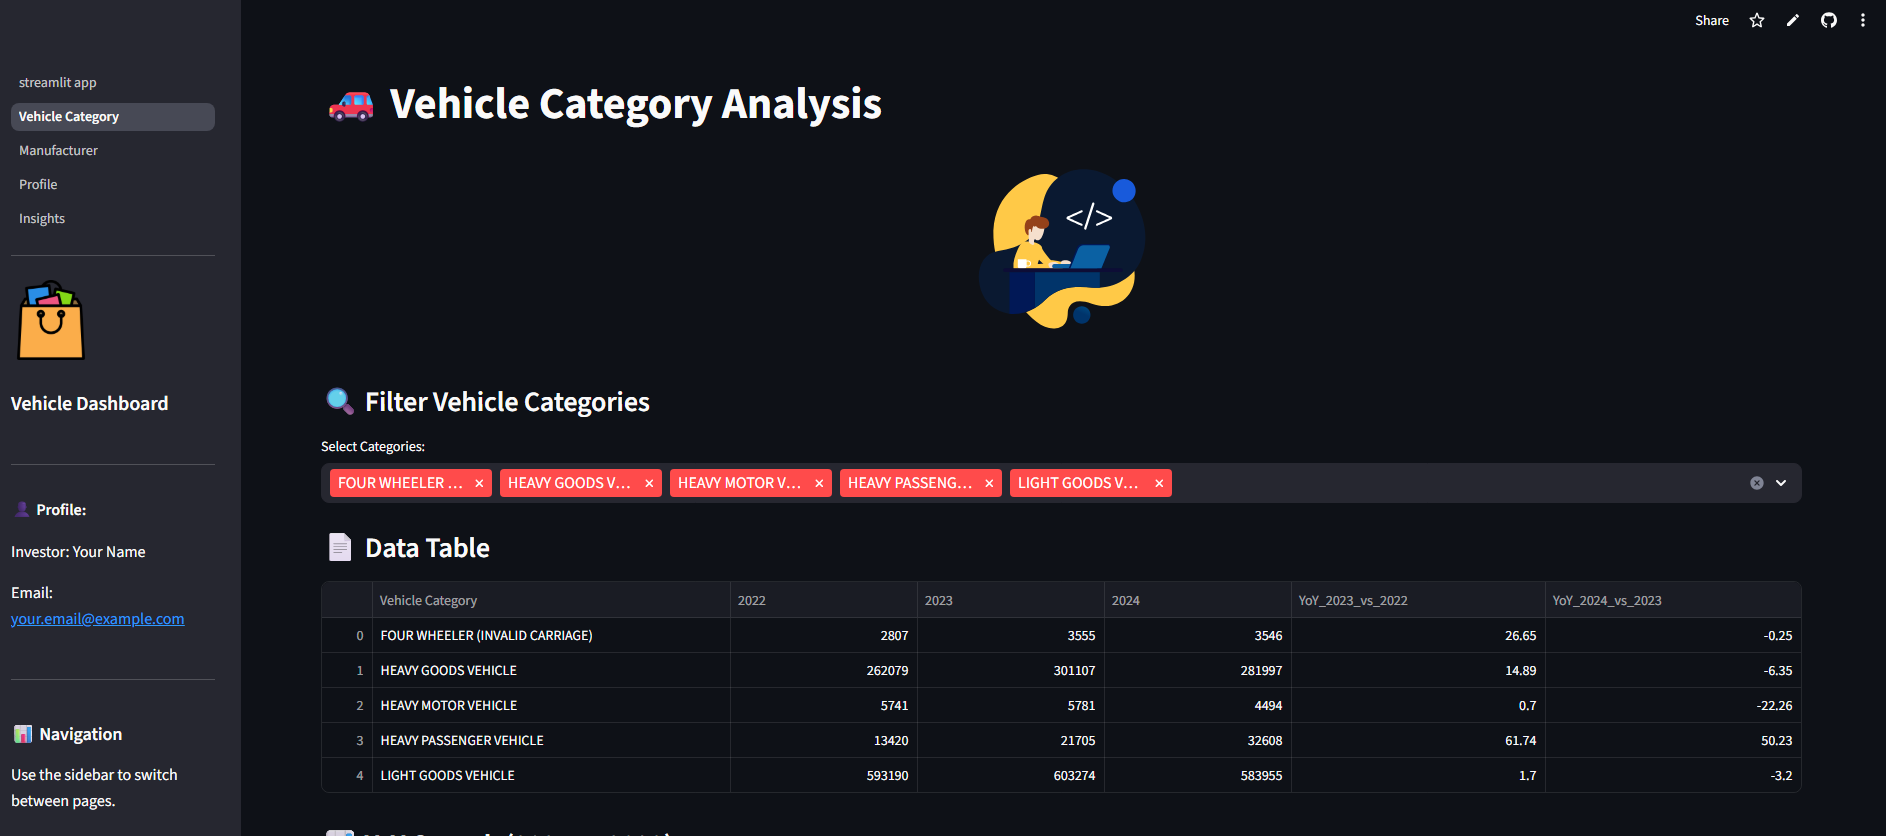 Share
streamlit app
Vehicle Category
Manufacturer
Profile
Insights
Vehicle Dashboard
Profile:
Investor: Your Name
Email:
your.email@example.com
Navigation
Use the sidebar to switch
between pages.
Vehicle Category Analysis
</>
Filter Vehicle Categories
Select Categories:
FOUR WHEELER ... × HEAVY GOODS V... × HEAVY MOTOR V... × HEAVY PASSENG... × LIGHT GOODS V... ×
Data Table
Vehicle Category 2022 2023 2024 YoY_2023_vs_2022 YoY_2024_vs_2023
0 FOUR WHEELER (INVALID CARRIAGE) 2807 3555 3546 26.65 -0.25
1 HEAVY GOODS VEHICLE 262079 301107 281997 14.89 -6.35
2 HEAVY MOTOR VEHICLE 5741 5781 4494 0.7 -22.26
3 HEAVY PASSENGER VEHICLE 13420 21705 32608 61.74 50.23
4 LIGHT GOODS VEHICLE 593190 603274 583955 1.7 -3.2